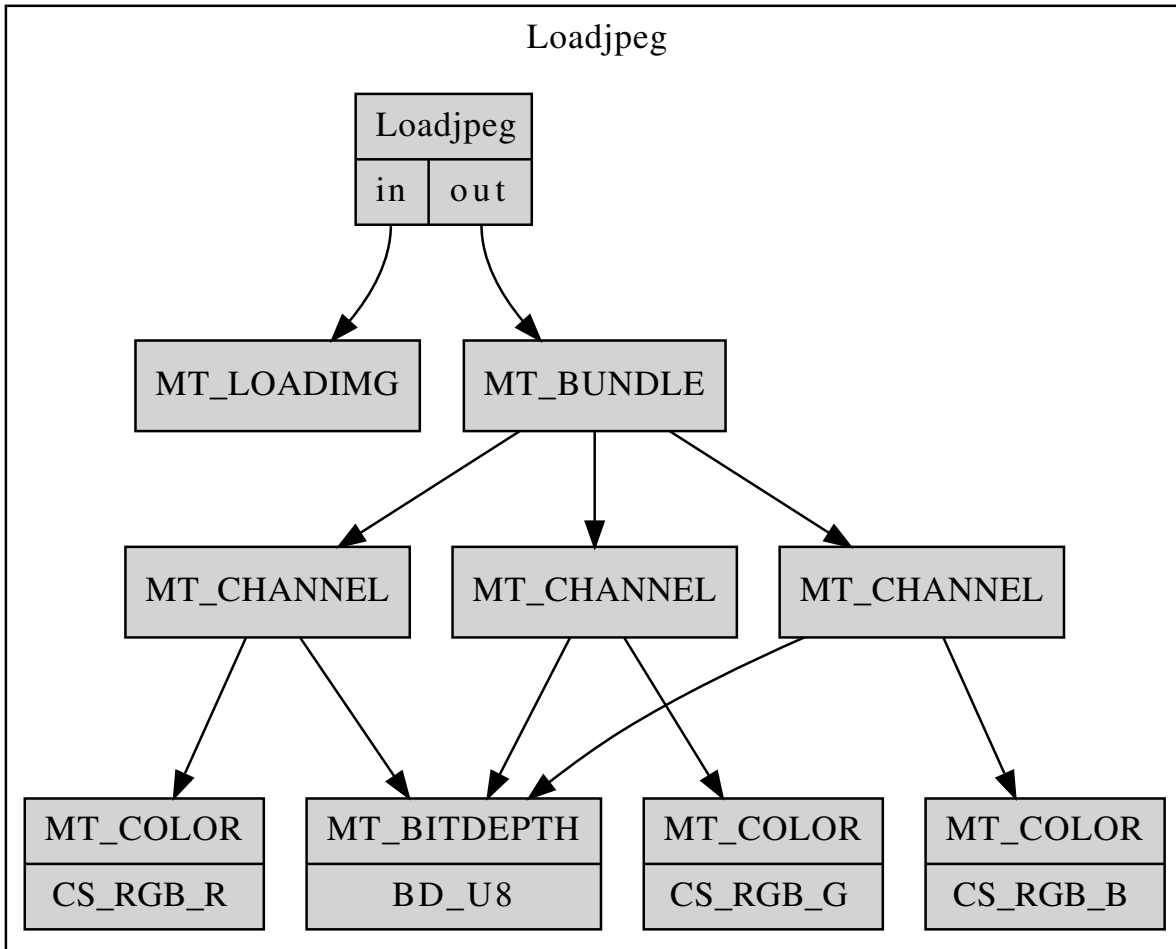 Loadjpeg
Loadjpeg
in out
MT_LOADIMG MT_BUNDLE
MT_CHANNEL MT_CHANNEL MT_CHANNEL
MT_COLOR MT_BITDEPTH MT_COLOR MT_COLOR
CS_RGB_R BD_U8 CS_RGB_G CS_RGB_B